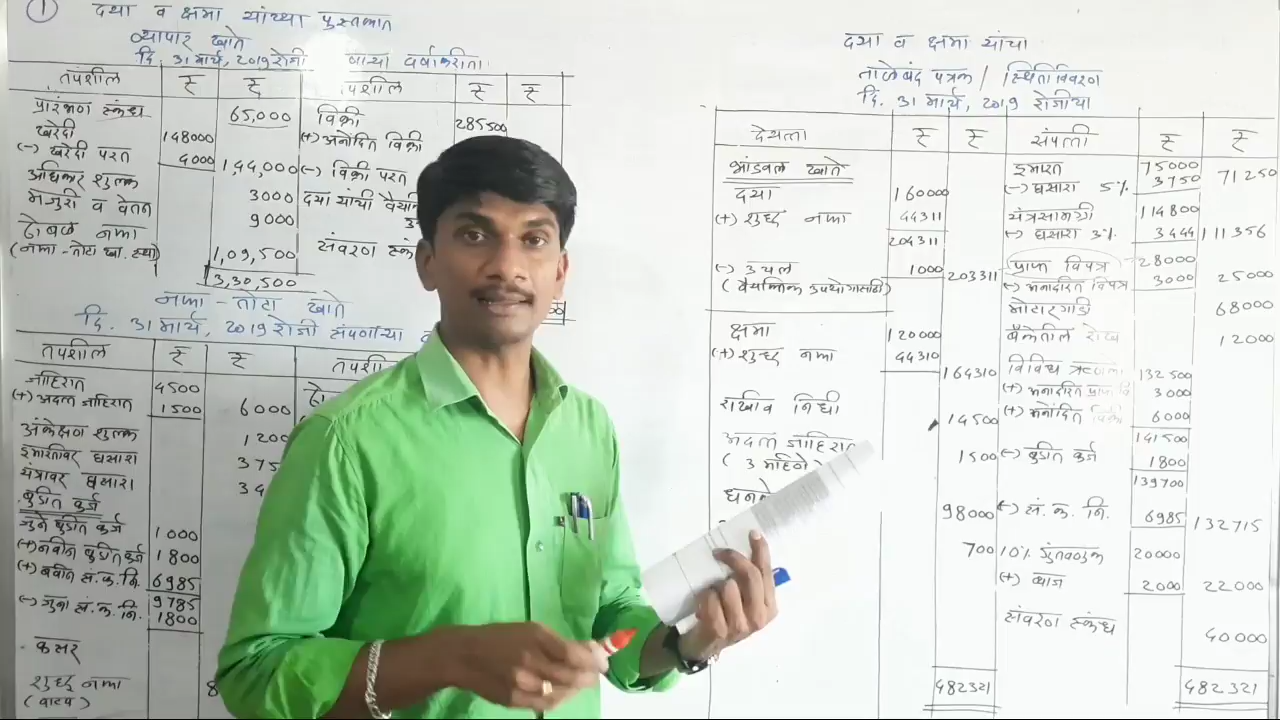 ① दया व क्षमा यांच्या पुस्तकात
व्यापार खाते
दि. ३१ मार्च, २०१९ रोजी वर्षाकरीता
तपशील ₹ ₹ तपशील ₹ ₹
प्रारंभिक स्कंध 65,000 विक्री 285500
खरेदी 148000 (+) अनोंदित विक्री
(-) खरेदी परत 4000 1,44,000 (-) विक्री परत
अधिकार शुल्क 3000 दया यांची
मजुरी व वेतन 9000
ढोबळ नफा 1,09,500 संवरण
(नफा-तोटा खा. स्था)
3,30,500
नफा - तोटा खाते
दि. ३१ मार्च, २०१९ रोजी संपणाऱ्या
तपशील ₹ ₹
जाहिरात 4500
(+) अदत्त जाहिरात 1500 6000
अंकेक्षण शुल्क
इमारतीवर घसारा
यंत्रावर घसारा
बुडित कर्ज
जुने बुडित कर्ज 1000
(+) नवीन बुडित कर्ज 1800
(+) नवीन सं. क. नि. 6985
9785
(-) जुना सं. क. नि. 1800
कसर
शुद्ध नफा
(वाटप)
दया व क्षमा यांचा
ताळेबंद पत्रक / स्थितिविवरण
दि. ३१ मार्च, २०१९ रोजीचा
देयता ₹ ₹ संपत्ती ₹ ₹
भांडवल खाते इमारत 75000
दया 160000 (-) घसारा 5% 3750 71250
(+) शुद्ध नफा 44311 यंत्रसामग्री 114800
204311 (-) घसारा 3% 3444 111356
(-) उचल 1000 203311 प्राप्त विपत्र 28000
(वैयक्तिक उपयोगासाठी) (-) अनादरित विपत्र 3000 25000
मोटारगाडी 68000
क्षमा 120000 बँकेतील रोख 12000
(+) शुद्ध नफा 44310 164310 विविध ऋणको 132500
(+) अनादरित प्राप्त वि 3000
राखीव निधी 14500 (+) अनोंदित विक्री 6000
141500
अदत्त जाहिरात 1500 (-) बुडित कर्ज 1800
(3 महिने 139700
98000 (-) सं. क. नि. 6985 132715
700 10% गुंतवणूक 20000
(+) व्याज 2000 22000
संवरण स्कंध 40000
482321 482321